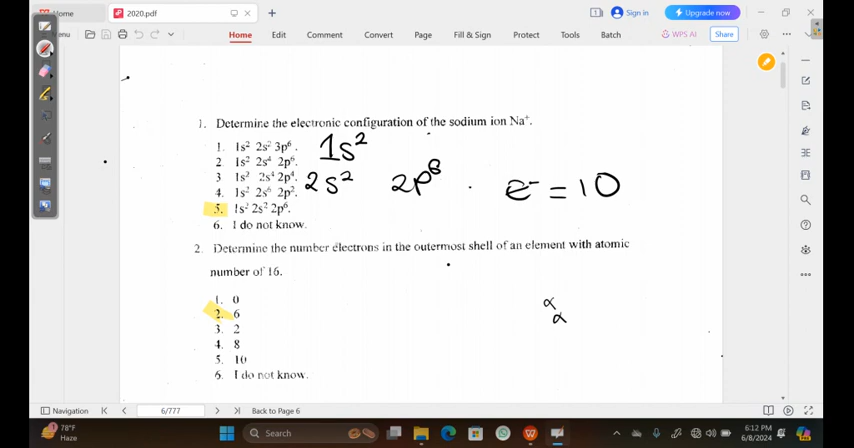 Home
2020.pdf
1
Sign in
Upgrade now
Home
Edit
Comment
Convert
Fill & Sign
Protect
Tools
Batch
WPS AI
Share
1. Determine the electronic configuration of the sodium ion Na⁺.
1. 1s² 2s² 3p⁶.
2 1s² 2s⁴ 2p⁶.
3 1s² 2s⁴ 2p⁴.
4. 1s² 2s⁶ 2p².
5. 1s² 2s² 2p⁶.
6. I do not know.
1s²
2s² 2p⁶
e⁻ = 10
2. Determine the number electrons in the outermost shell of an element with atomic
number of 16.
1. 0
2. 6
3. 2
4. 8
5. 10
6. I do not know.
Navigation
6/777
Back to Page 6
78°F
Haze
Search
6:12 PM
6/8/2024